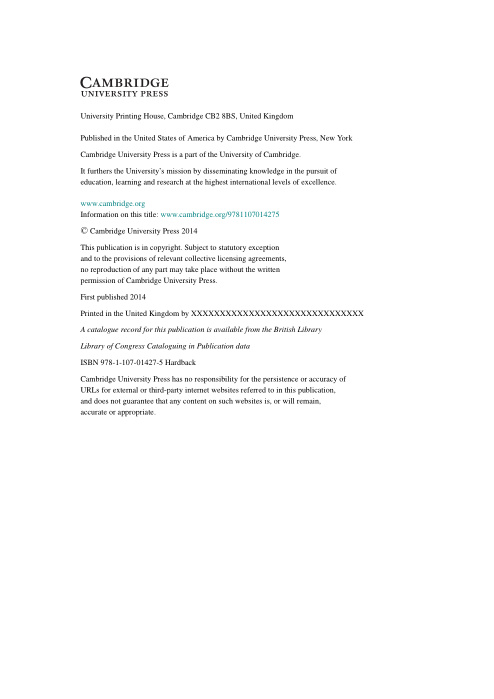 CAMBRIDGE
UNIVERSITY PRESS
University Printing House, Cambridge CB2 8BS, United Kingdom
Published in the United States of America by Cambridge University Press, New York
Cambridge University Press is a part of the University of Cambridge.
It furthers the University's mission by disseminating knowledge in the pursuit of
education, learning and research at the highest international levels of excellence.
www.cambridge.org
Information on this title: www.cambridge.org/9781107014275
© Cambridge University Press 2014
This publication is in copyright. Subject to statutory exception
and to the provisions of relevant collective licensing agreements,
no reproduction of any part may take place without the written
permission of Cambridge University Press.
First published 2014
Printed in the United Kingdom by XXXXXXXXXXXXXXXXXXXXXXXXXXXXX
A catalogue record for this publication is available from the British Library
Library of Congress Cataloguing in Publication data
ISBN 978-1-107-01427-5 Hardback
Cambridge University Press has no responsibility for the persistence or accuracy of
URLs for external or third-party internet websites referred to in this publication,
and does not guarantee that any content on such websites is, or will remain,
accurate or appropriate.